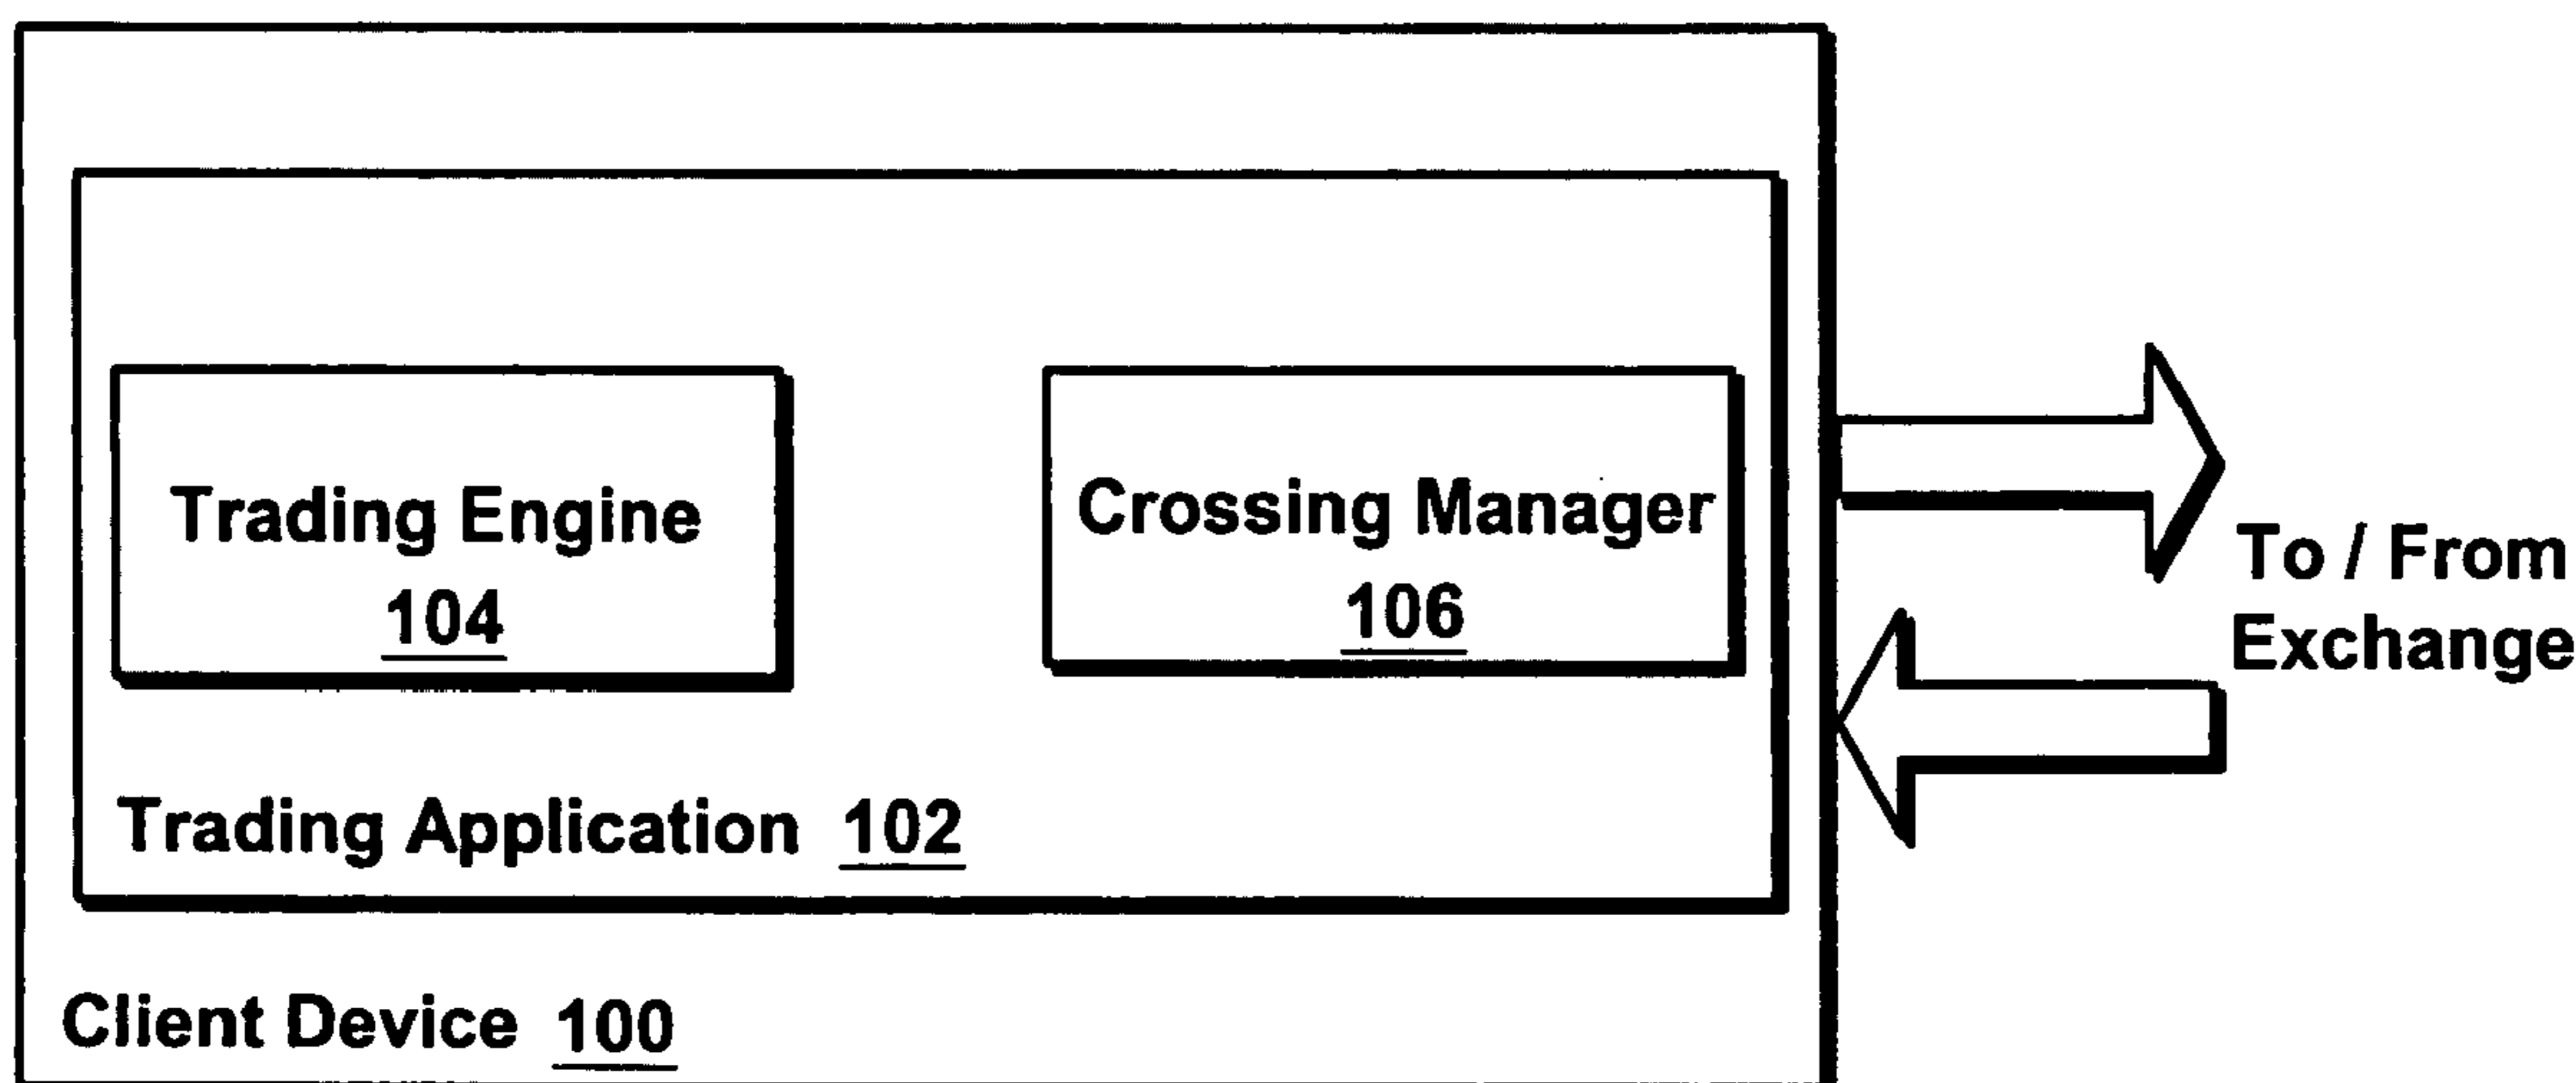 Trading Engine
104
Crossing Manager
106
To / From
Exchange
Trading Application 102
Client Device 100